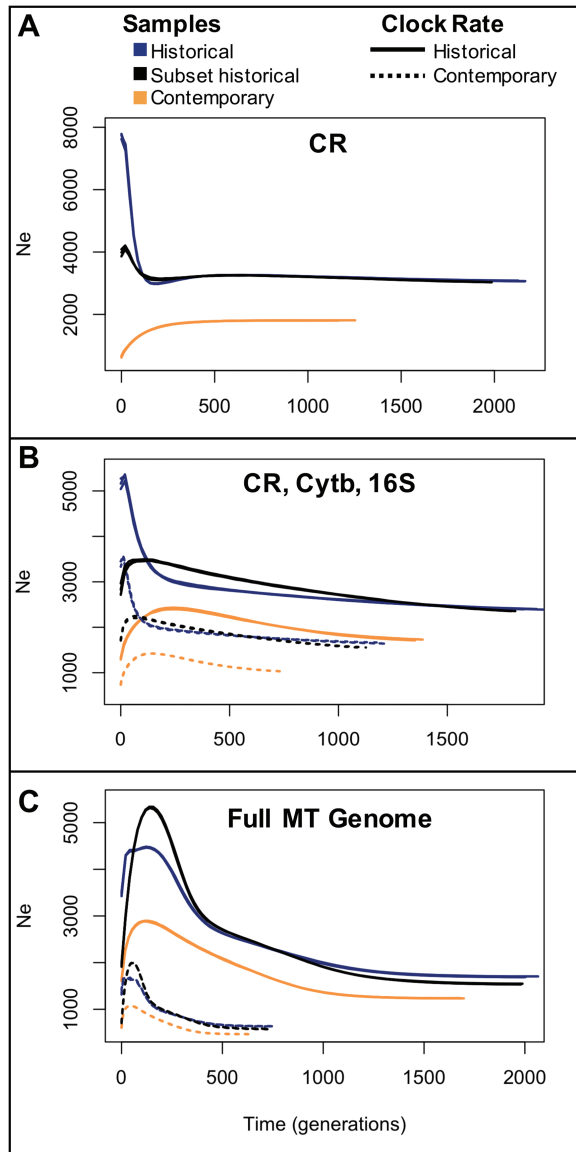 A
Samples
Clock Rate
Historical
Historical
Subset historical
Contemporary
Contemporary
CR
Ne
8000
6000
4000
2000
0 500 1000 1500 2000
B
CR, Cytb, 16S
Ne
5000
3000
1000
0 500 1000 1500
C
Full MT Genome
Ne
5000
3000
1000
0 500 1000 1500 2000
Time (generations)